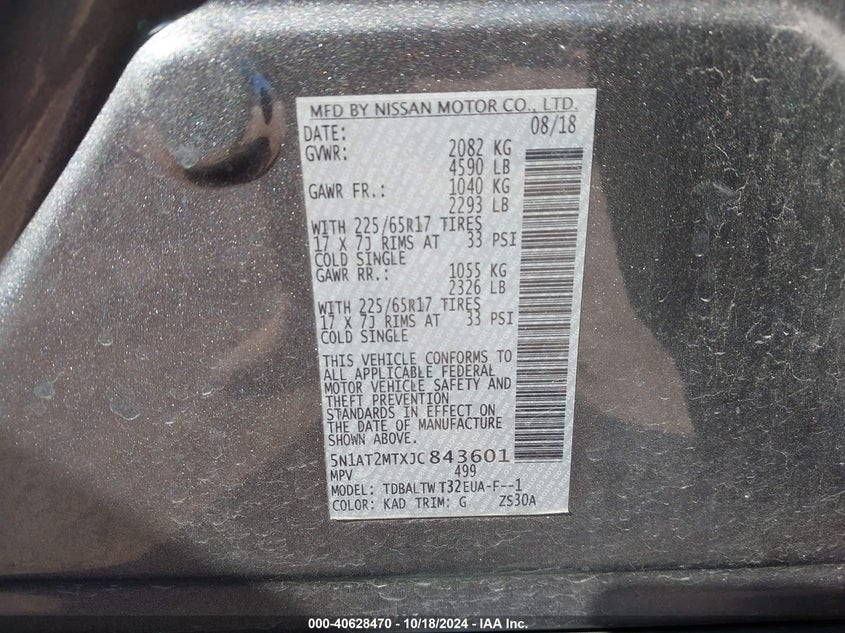 MFD BY NISSAN MOTOR CO., LTD.
DATE: 08/18
GVWR: 2082 KG
4590 LB
GAWR FR.: 1040 KG
2293 LB
WITH 225/65R17 TIRES
17 X 7J RIMS AT 33 PSI
COLD SINGLE
GAWR RR.: 1055 KG
2326 LB
WITH 225/65R17 TIRES
17 X 7J RIMS AT 33 PSI
COLD SINGLE
THIS VEHICLE CONFORMS TO
ALL APPLICABLE FEDERAL
MOTOR VEHICLE SAFETY AND
THEFT PREVENTION
STANDARDS IN EFFECT ON
THE DATE OF MANUFACTURE
SHOWN ABOVE.
5N1AT2MTXJC843601
MPV 499
MODEL: TDBALTW T32EUA-F--1
COLOR: KAD TRIM: G ZS30A
000-40628470 - 10/18/2024 - IAA Inc.